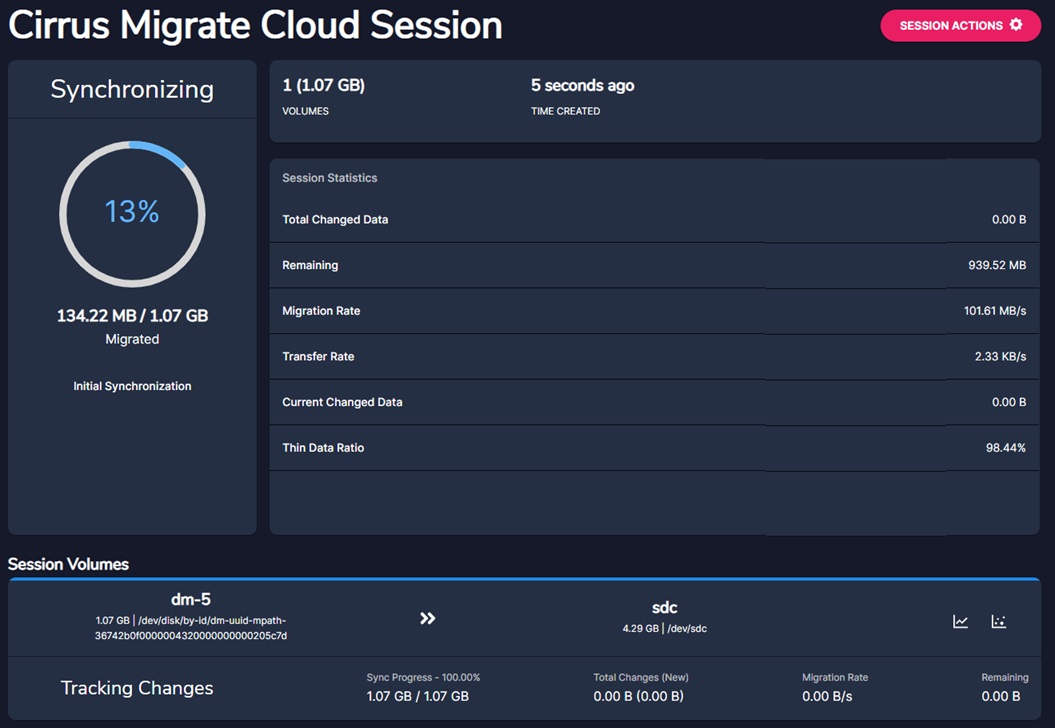 Cirrus Migrate Cloud Session
SESSION ACTIONS
Synchronizing
13%
134.22 MB / 1.07 GB
Migrated
Initial Synchronization
1 (1.07 GB)
VOLUMES
5 seconds ago
TIME CREATED
Session Statistics
Total Changed Data 0.00 B
Remaining 939.52 MB
Migration Rate 101.61 MB/s
Transfer Rate 2.33 KB/s
Current Changed Data 0.00 B
Thin Data Ratio 98.44%
Session Volumes
dm-5
1.07 GB | /dev/disk/by-id/dm-uuid-mpath-
36742b0f0000004320000000000205c7d
sdc
4.29 GB | /dev/sdc
Tracking Changes
Sync Progress - 100.00%
1.07 GB / 1.07 GB
Total Changes (New)
0.00 B (0.00 B)
Migration Rate
0.00 B/s
Remaining
0.00 B